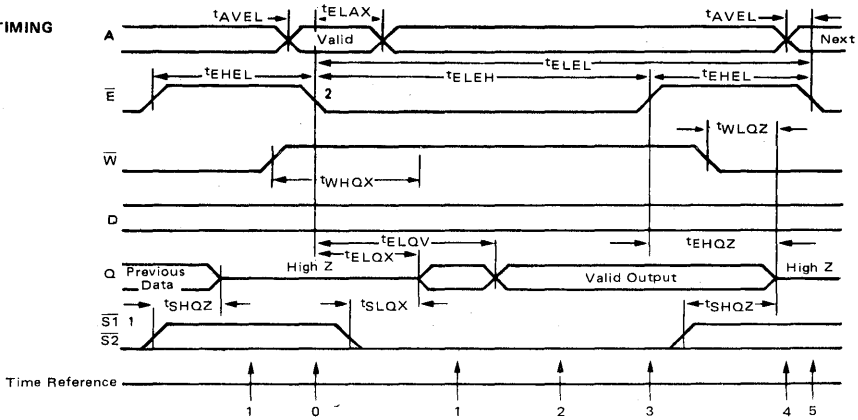 TIMING
A
tAVEL
tELAX
Valid
tAVEL
Next
tELEL
tEHEL
tELEH
tEHEL
E
2
tWLQZ
W
tWHQX
D
tELQV
tELQX
tEHQZ
Q
Previous
Data
High Z
Valid Output
High Z
tSHQZ
tSLQX
tSHQZ
S1 1
S2
Time Reference
1 0 1 2 3 4 5